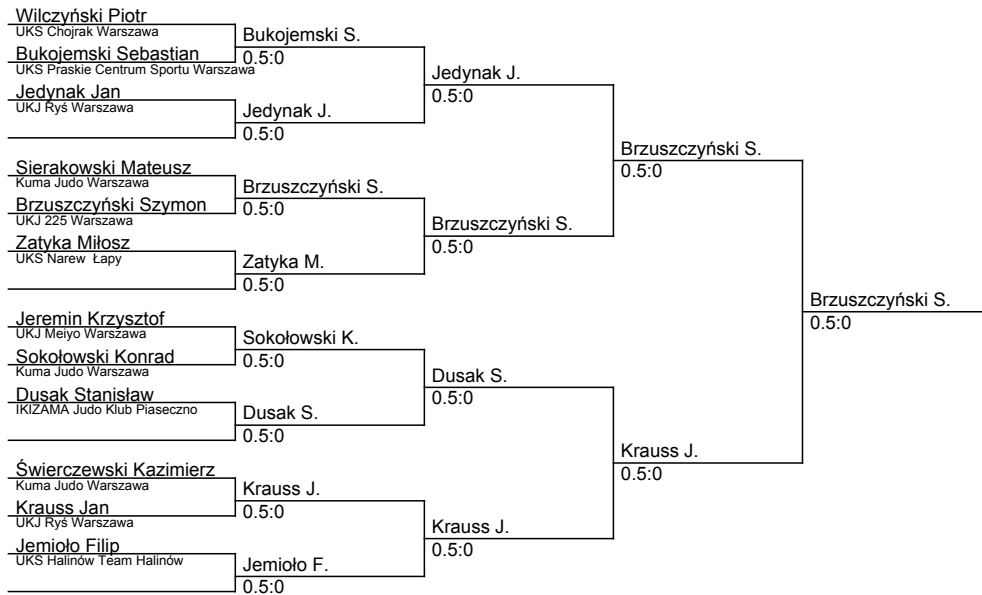 Wilczyński Piotr
UKS Chojrak Warszawa
Bukojemski Sebastian
UKS Praskie Centrum Sportu Warszawa
Jedynak Jan
UKJ Ryś Warszawa
Sierakowski Mateusz
Kuma Judo Warszawa
Brzuszczyński Szymon
UKJ 225 Warszawa
Zatyka Miłosz
UKS Narew  Łapy
Jeremin Krzysztof
UKJ Meiyo Warszawa
Sokołowski Konrad
Kuma Judo Warszawa
Dusak Stanisław
IKIZAMA Judo Klub Piaseczno
Świerczewski Kazimierz
Kuma Judo Warszawa
Krauss Jan
UKJ Ryś Warszawa
Jemioło Filip
UKS Halinów Team Halinów
Bukojemski S.
0.5:0
Jedynak J.
0.5:0
Brzuszczyński S.
0.5:0
Zatyka M.
0.5:0
Sokołowski K.
0.5:0
Dusak S.
0.5:0
Krauss J.
0.5:0
Jemioło F.
0.5:0
Jedynak J.
0.5:0
Brzuszczyński S.
0.5:0
Dusak S.
0.5:0
Krauss J.
0.5:0
Brzuszczyński S.
0.5:0
Krauss J.
0.5:0
Brzuszczyński S.
0.5:0